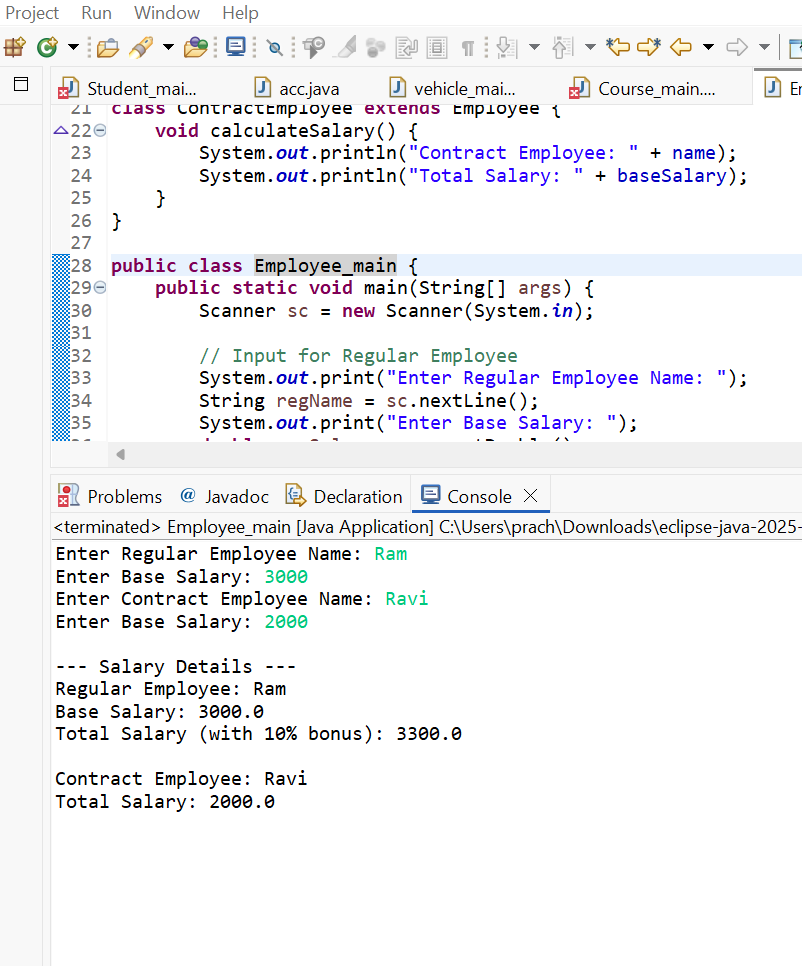 Project Run Window Help
Student_mai... acc.java vehicle_mai... Course_main....
21 class ContractEmployee extends Employee {
22 void calculateSalary() {
23 System.out.println("Contract Employee: " + name);
24 System.out.println("Total Salary: " + baseSalary);
25 }
26 }
27
28 public class Employee_main {
29 public static void main(String[] args) {
30 Scanner sc = new Scanner(System.in);
31
32 // Input for Regular Employee
33 System.out.print("Enter Regular Employee Name: ");
34 String regName = sc.nextLine();
35 System.out.print("Enter Base Salary: ");
Problems @ Javadoc Declaration Console
<terminated> Employee_main [Java Application] C:\Users\prach\Downloads\eclipse-java-2025-
Enter Regular Employee Name: Ram
Enter Base Salary: 3000
Enter Contract Employee Name: Ravi
Enter Base Salary: 2000
--- Salary Details ---
Regular Employee: Ram
Base Salary: 3000.0
Total Salary (with 10% bonus): 3300.0
Contract Employee: Ravi
Total Salary: 2000.0